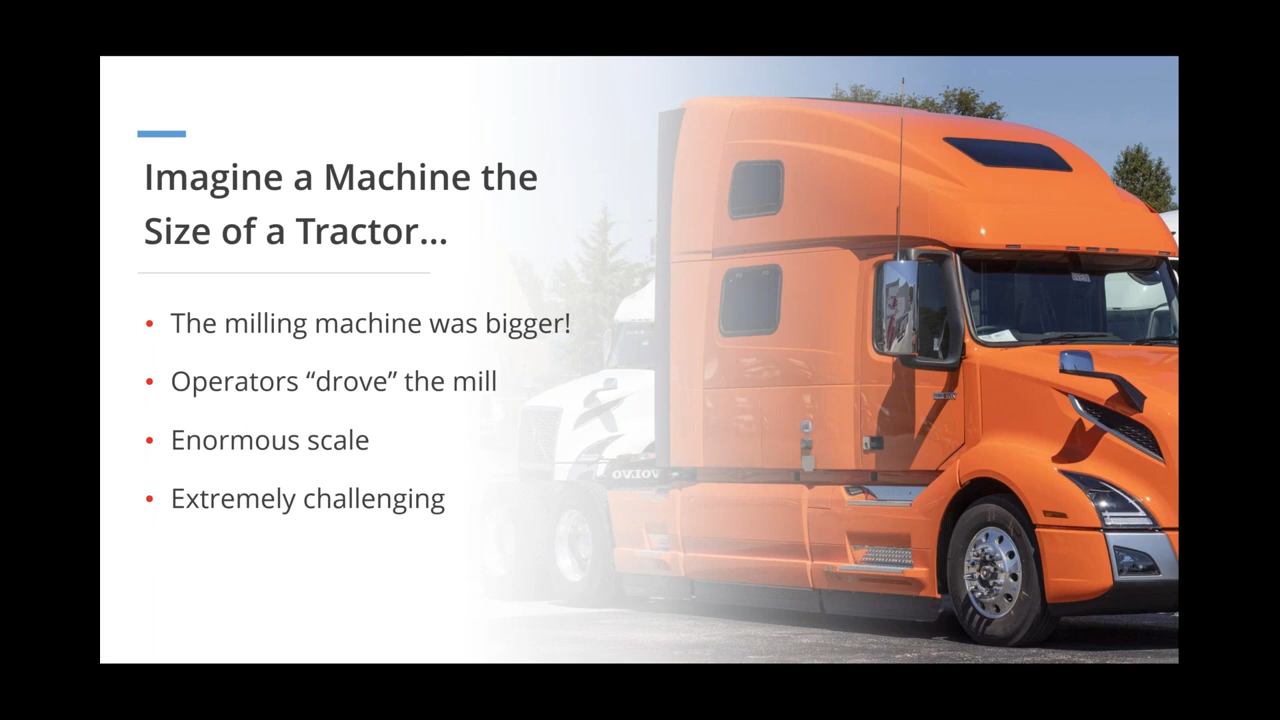 Imagine a Machine the
Size of a Tractor...
• The milling machine was bigger!
• Operators “drove” the mill
• Enormous scale
• Extremely challenging